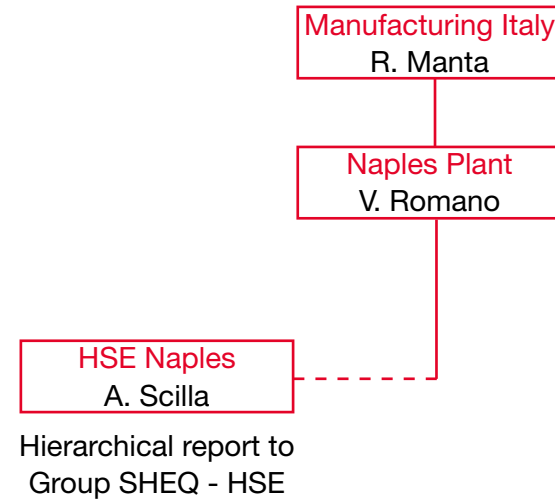 Manufacturing Italy
R. Manta
Naples Plant
V. Romano
HSE Naples
A. Scilla
Hierarchical report to
Group SHEQ - HSE